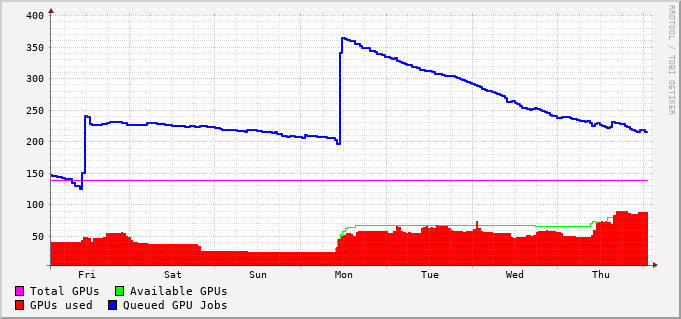 400
350
300
250
200
150
100
50
Fri Sat Sun Mon Tue Wed Thu
Total GPUs Available GPUs
GPUs used Queued GPU Jobs
RRDTOOL / TOBI OETIKER